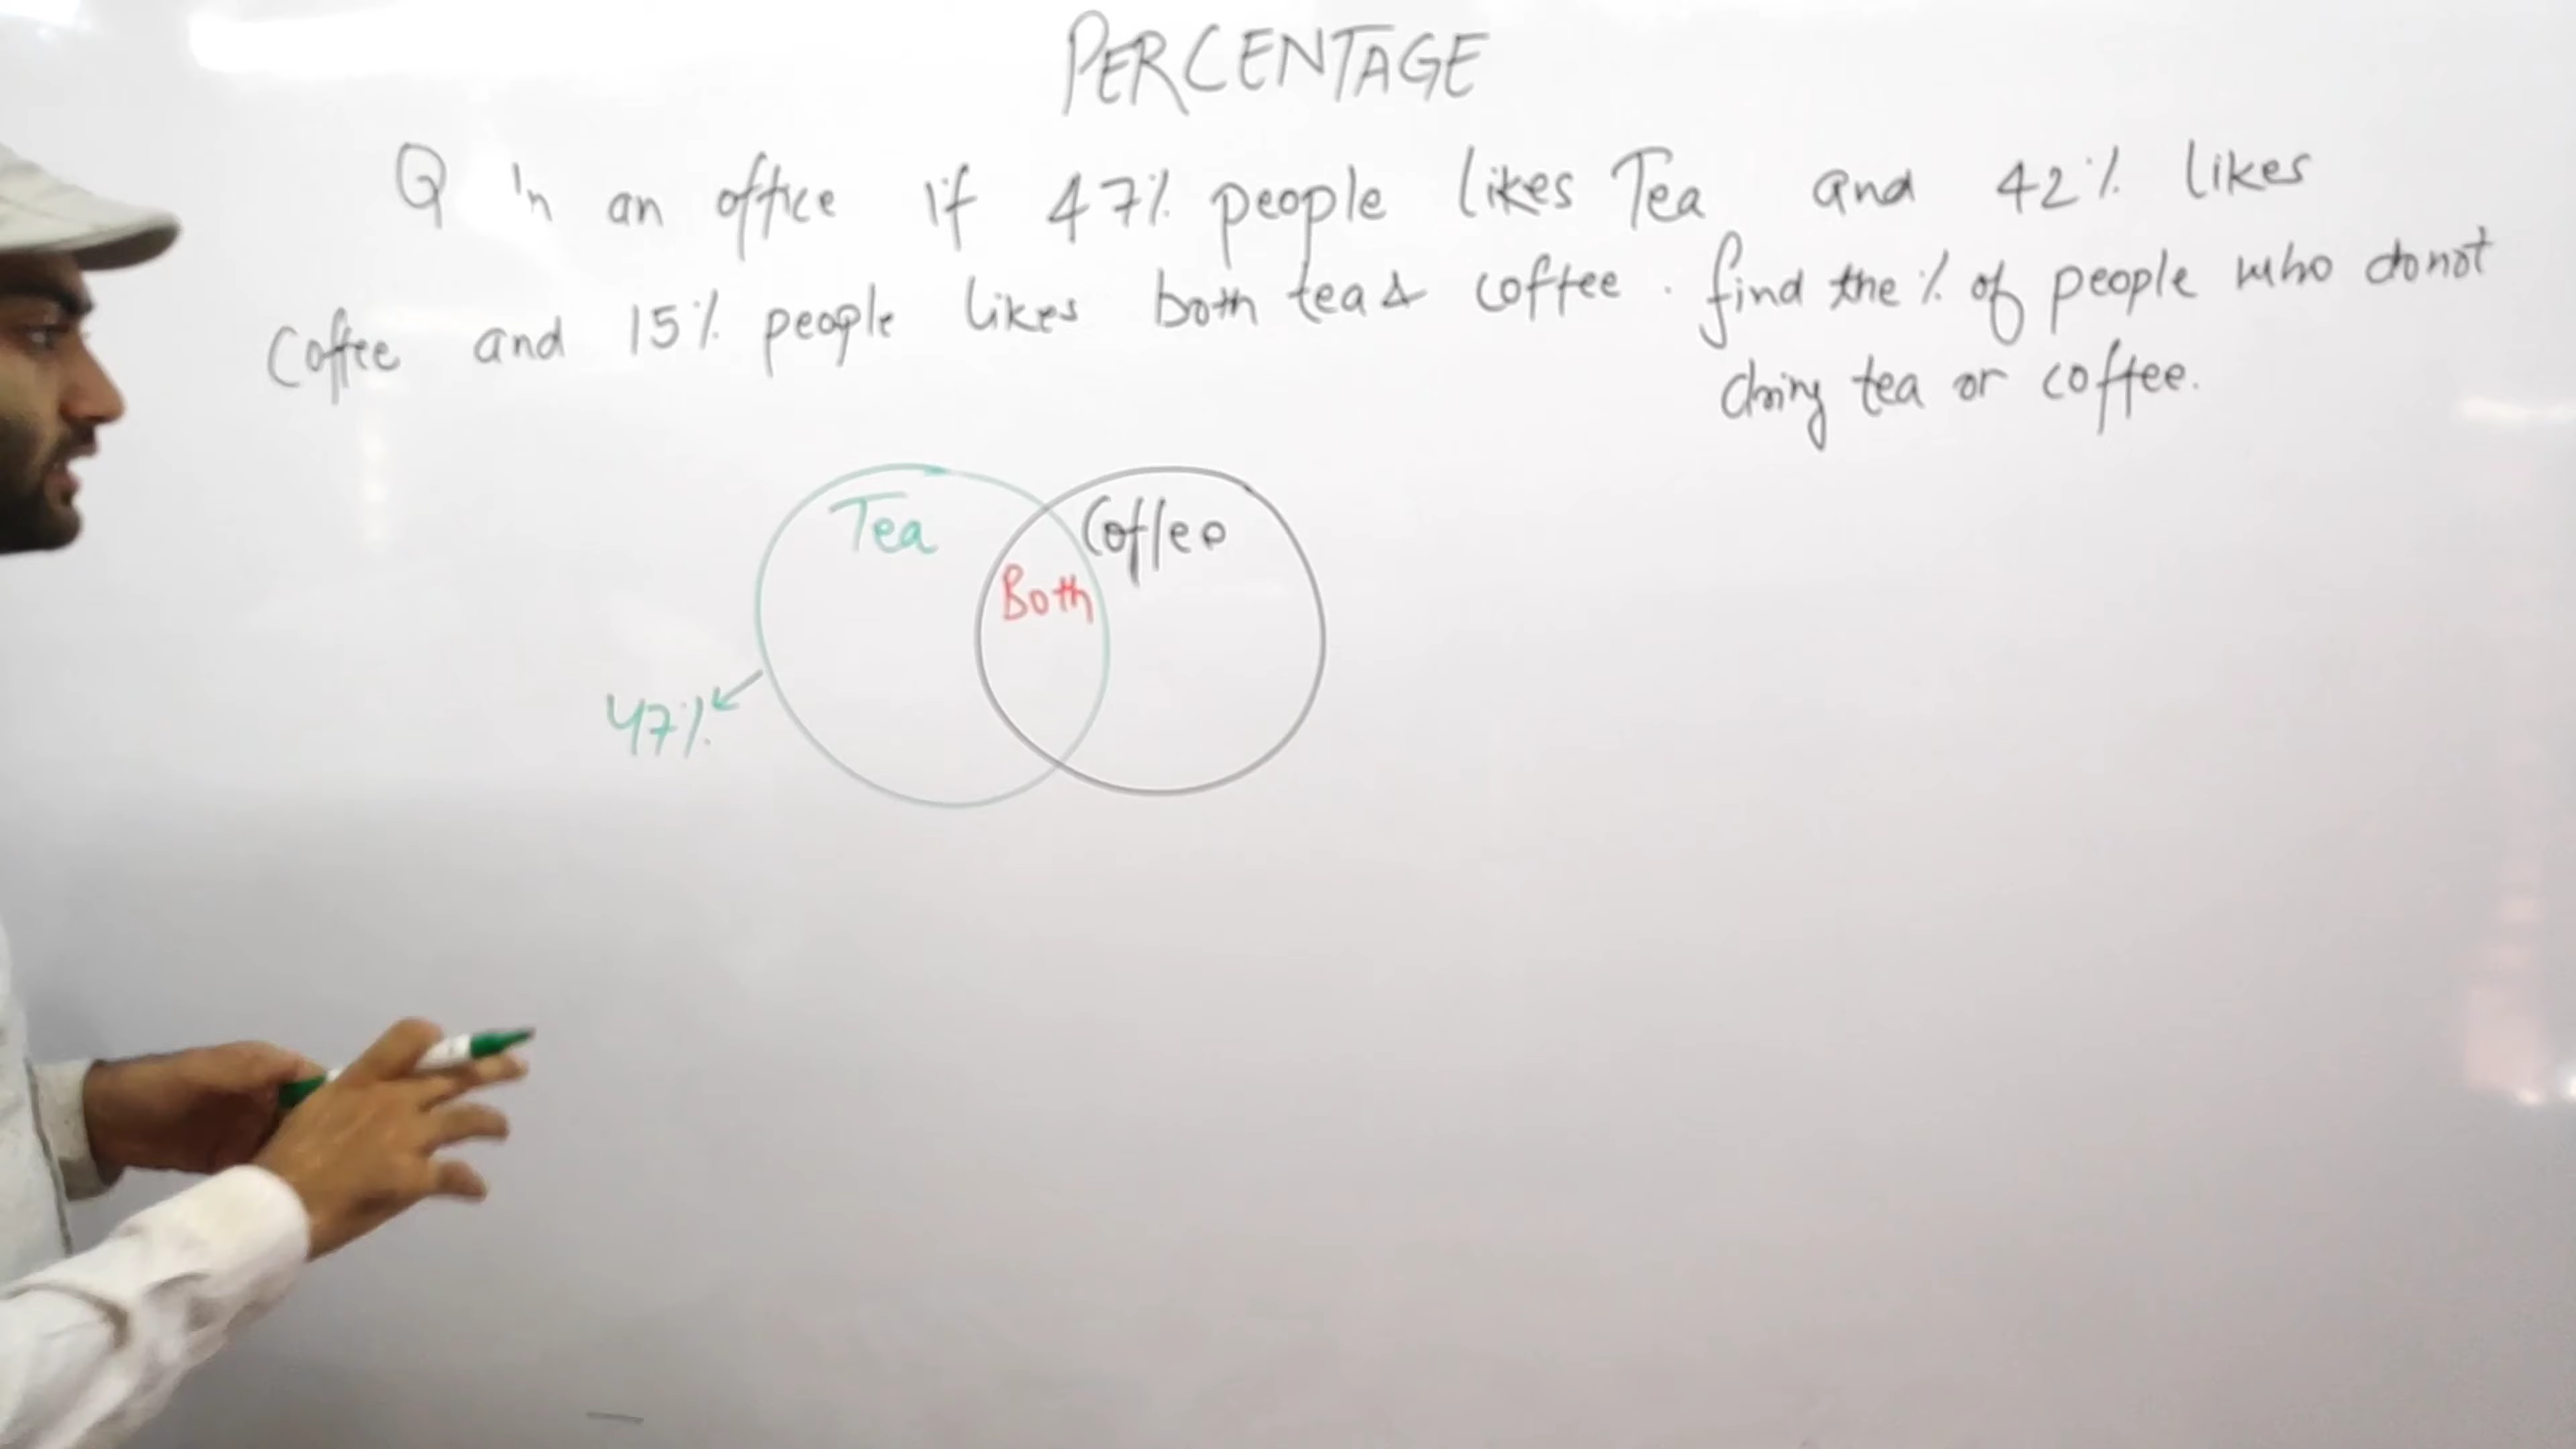 PERCENTAGE
Q In an office if 47% people likes Tea and 42% likes
Coffee and 15% people likes both tea & coffee. find the % of people who donot
tea or coffee.
Tea
Coffee
Both
47%